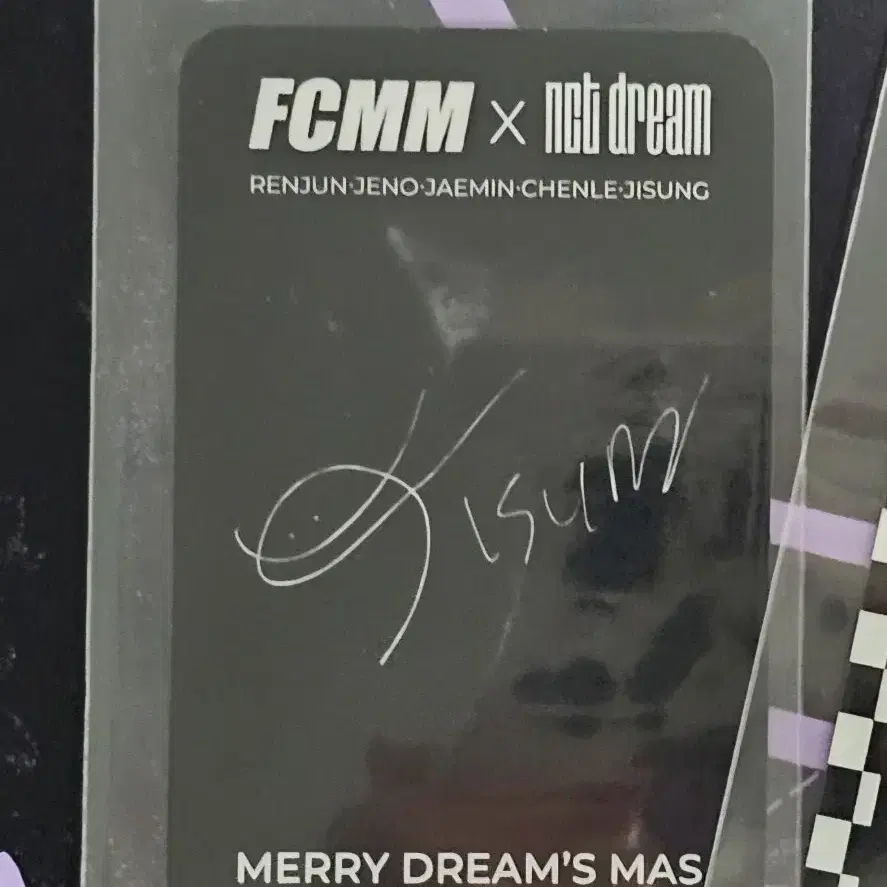 FCMM X nct dream
RENJUN·JENO·JAEMIN·CHENLE·JISUNG
Jisung
MERRY DREAM'S MAS